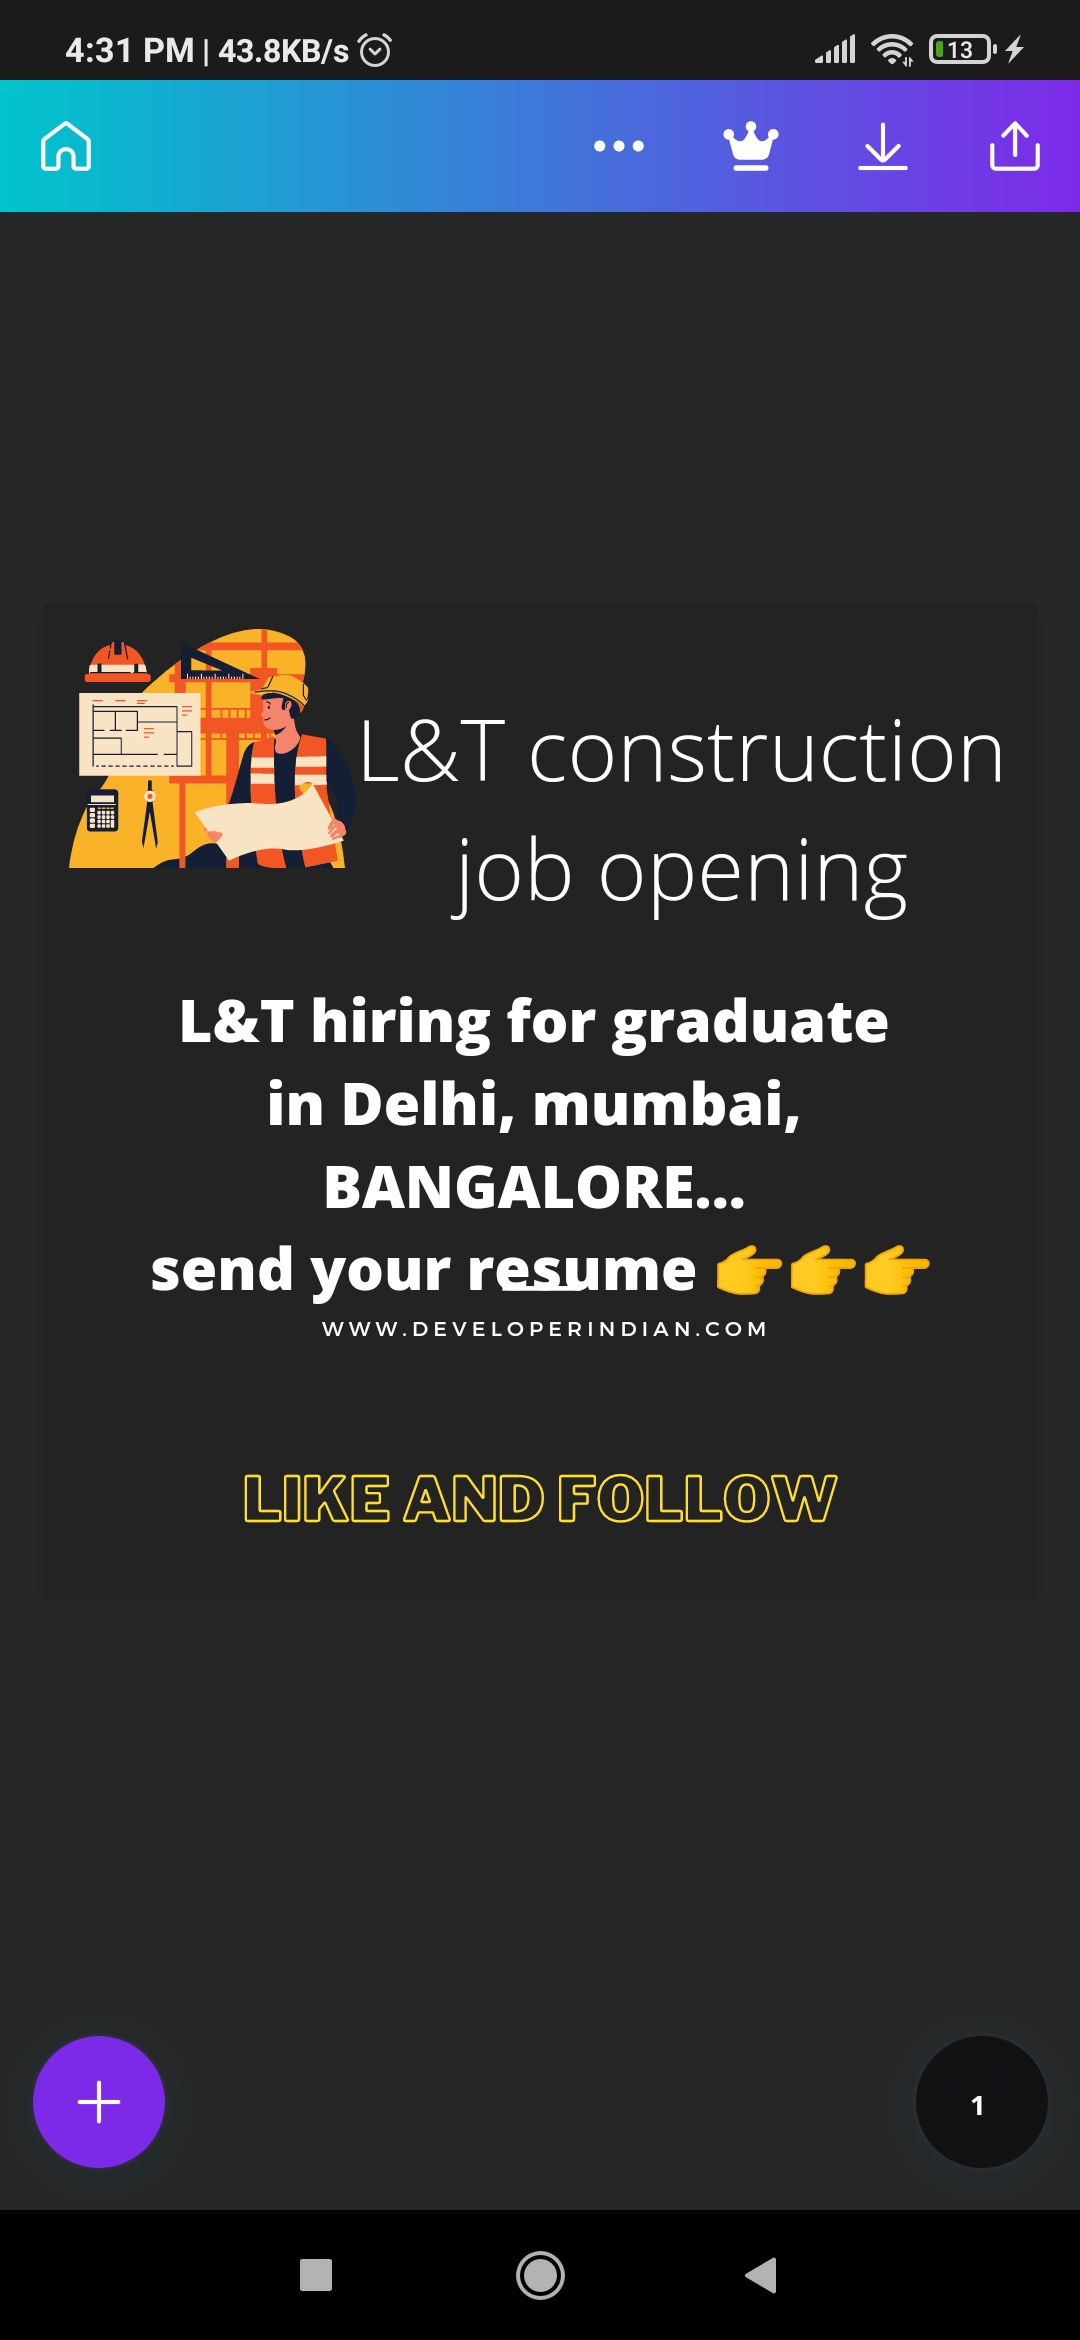 4:31 PM | 43.8KB/s
13
L&T construction
job opening
L&T hiring for graduate
in Delhi, mumbai,
BANGALORE...
send your resume 👉👉👉
WWW.DEVELOPERINDIAN.COM
LIKE AND FOLLOW
1